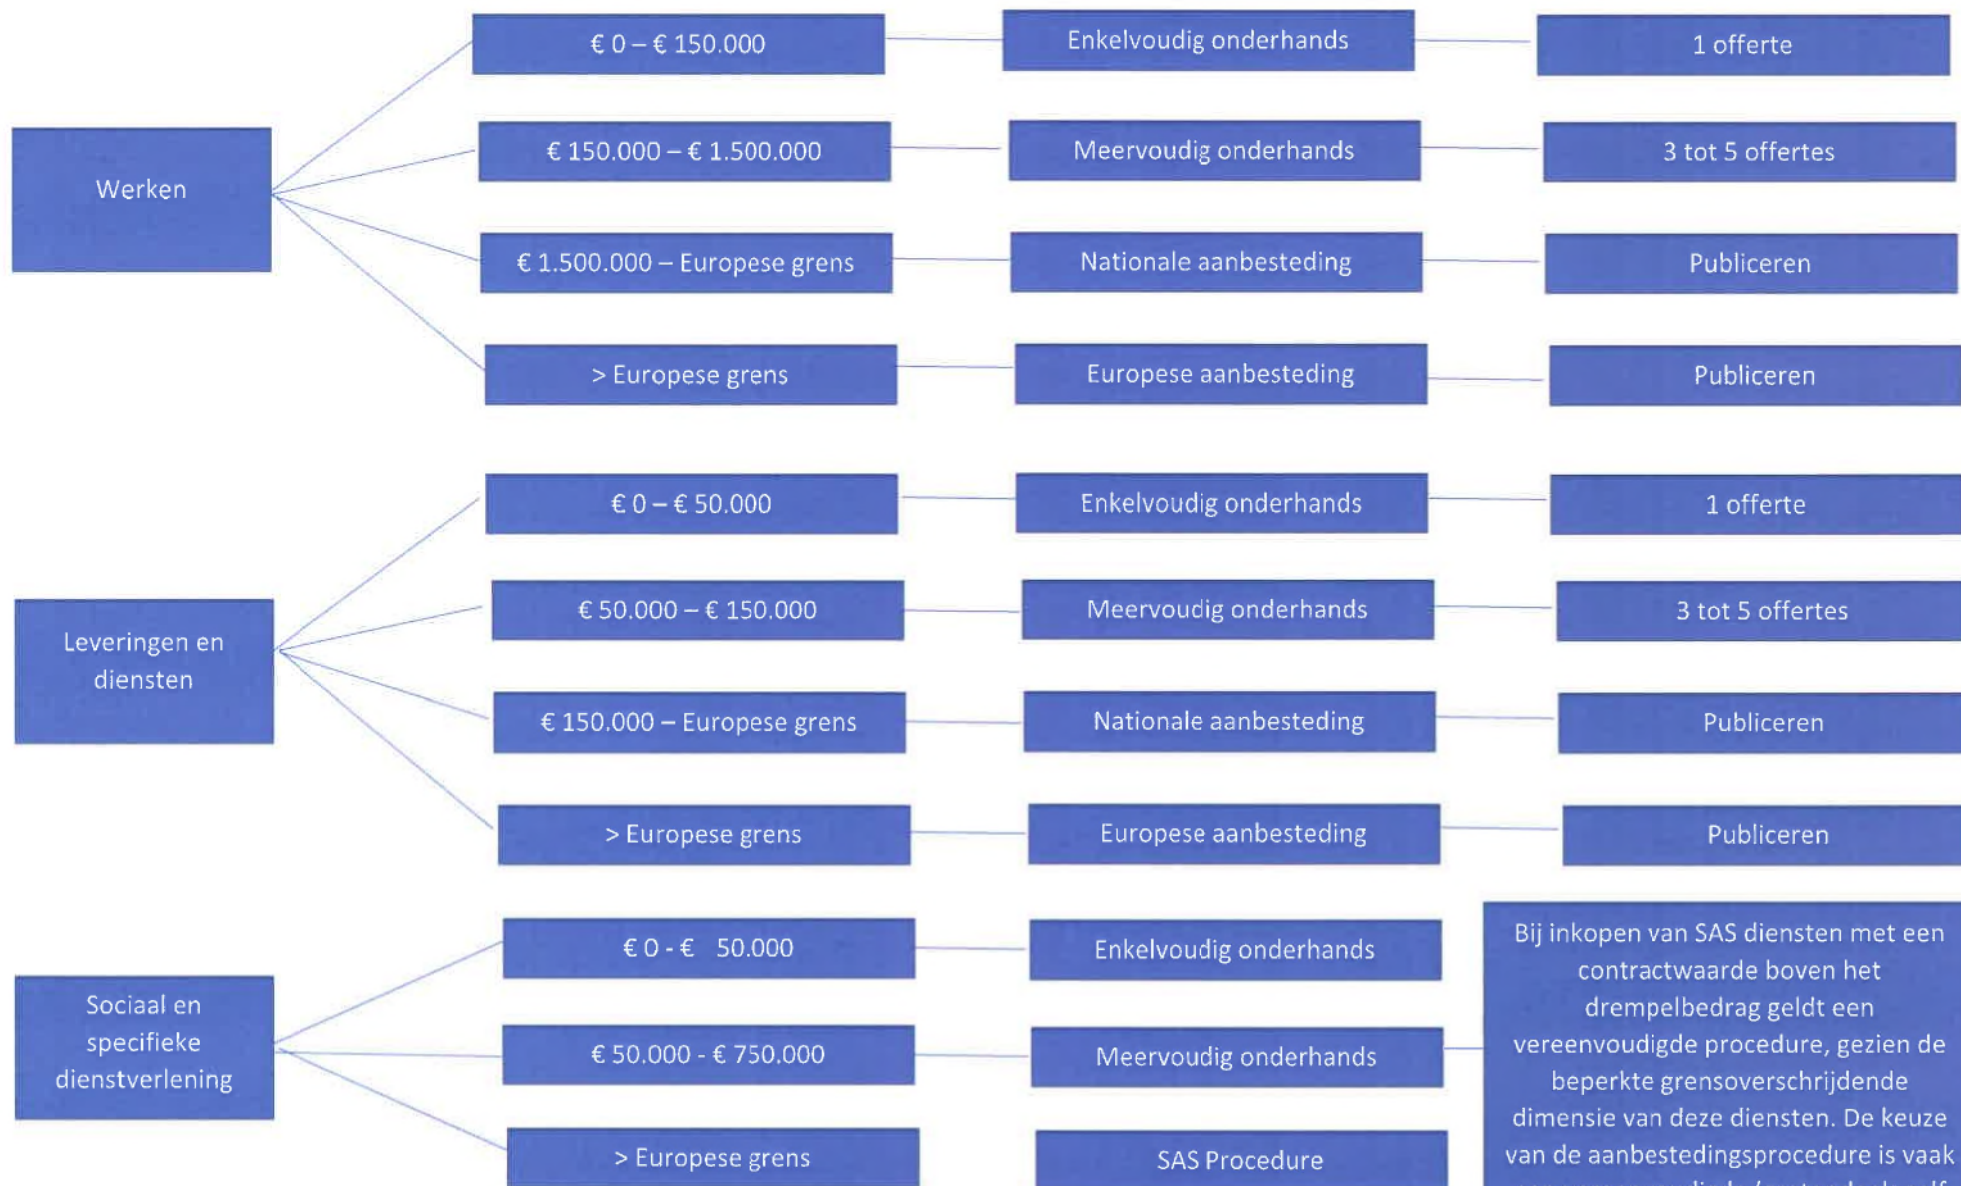 Werken
€ 0 – € 150.000
Enkelvoudig onderhands
1 offerte
€ 150.000 – € 1.500.000
Meervoudig onderhands
3 tot 5 offertes
€ 1.500.000 – Europese grens
Nationale aanbesteding
Publiceren
> Europese grens
Europese aanbesteding
Publiceren
Leveringen en
diensten
€ 0 – € 50.000
Enkelvoudig onderhands
1 offerte
€ 50.000 – € 150.000
Meervoudig onderhands
3 tot 5 offertes
€ 150.000 – Europese grens
Nationale aanbesteding
Publiceren
> Europese grens
Europese aanbesteding
Publiceren
Sociaal en
specifieke
dienstverlening
€ 0 - € 50.000
Enkelvoudig onderhands
€ 50.000 - € 750.000
Meervoudig onderhands
> Europese grens
SAS Procedure
Bij inkopen van SAS diensten met een
contractwaarde boven het
drempelbedrag geldt een
vereenvoudigde procedure, gezien de
beperkte grensoverschrijdende
dimensie van deze diensten. De keuze
van de aanbestedingsprocedure is vaak